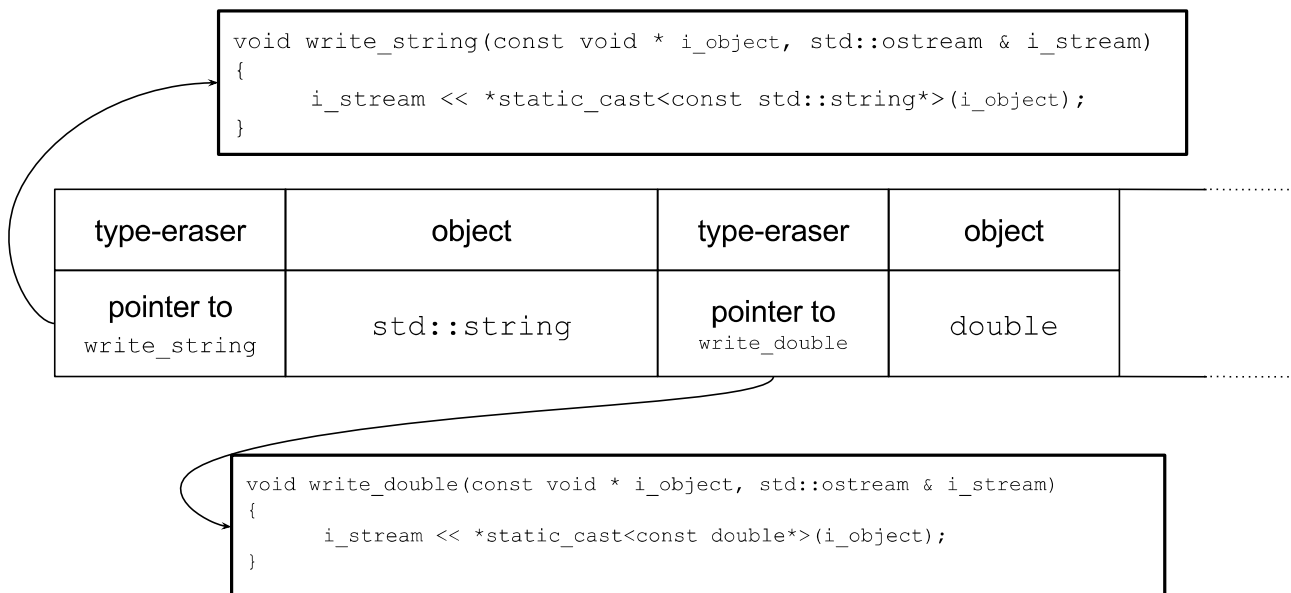 void write_string(const void * i_object, std::ostream & i_stream)
{
i_stream << *static_cast<const std::string*>(i_object);
}
type-eraser object type-eraser object
pointer to
write_string
std::string
pointer to
write_double
double
void write_double(const void * i_object, std::ostream & i_stream)
{
i_stream << *static_cast<const double*>(i_object);
}